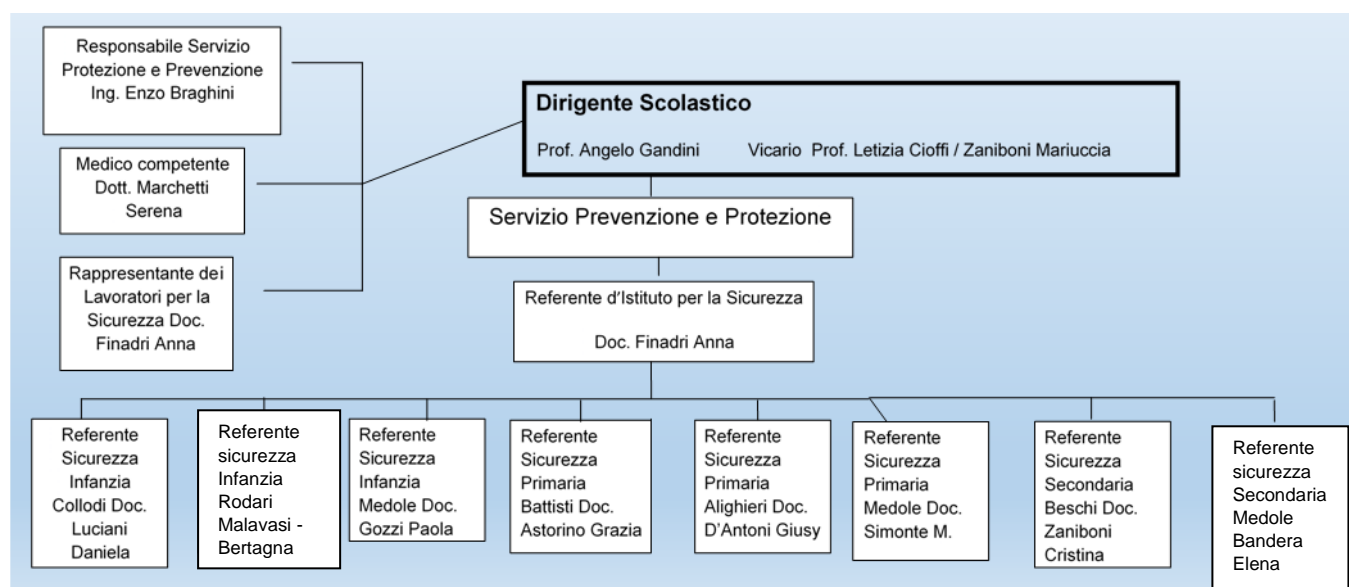 Responsabile Servizio
Protezione e Prevenzione
Ing. Enzo Braghini
Dirigente Scolastico
Prof. Angelo Gandini Vicario Prof. Letizia Cioffi / Zaniboni Mariuccia
Medico competente
Dott. Marchetti
Serena
Servizio Prevenzione e Protezione
Rappresentante dei
Lavoratori per la
Sicurezza Doc.
Finadri Anna
Referente d'Istituto per la Sicurezza
Doc. Finadri Anna
Referente
Sicurezza
Infanzia
Collodi Doc.
Luciani
Daniela
Referente
sicurezza
Infanzia
Rodari
Malavasi -
Bertagna
Referente
Sicurezza
Infanzia
Medole Doc.
Gozzi Paola
Referente
Sicurezza
Primaria
Battisti Doc.
Astorino Grazia
Referente
Sicurezza
Primaria
Alighieri Doc.
D'Antoni Giusy
Referente
Sicurezza
Primaria
Medole Doc.
Simonte M.
Referente
Sicurezza
Secondaria
Beschi Doc.
Zaniboni
Cristina
Referente
sicurezza
Secondaria
Medole
Bandera
Elena